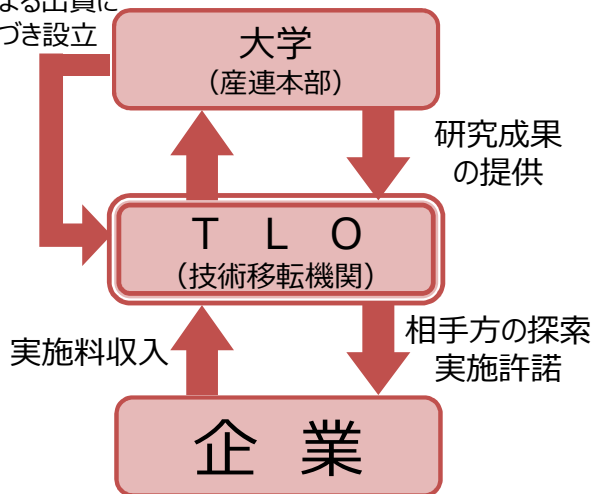 よる出資に
づき設立
大学
（産連本部）
研究成果
の提供
T L O
（技術移転機関）
実施料収入
相手方の探索
実施許諾
企 業